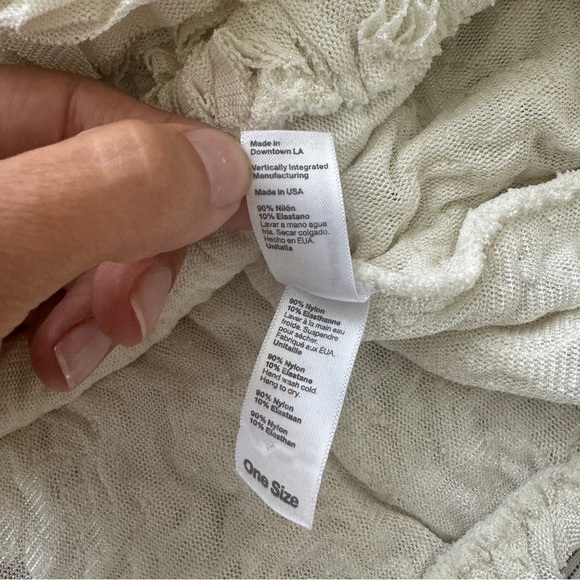 Made in
Downtown LA
Vertically Integrated
Manufacturing
Made in USA
90% Nilón
10% Elastano
Lavar a mano agua
fría. Secar colgado.
Hecho en EUA.
Unitalla
90% Nylon
10% Elasthanne
Laver à la main eau
froide. Suspendre
pour sécher.
Fabriqué aux ÉUA.
Unitaille
90% Nylon
10% Elastane
Hand wash cold.
Hang to dry.
90% Nylon
10% Elastaan
90% Nylon
10% Elasthan
One Size